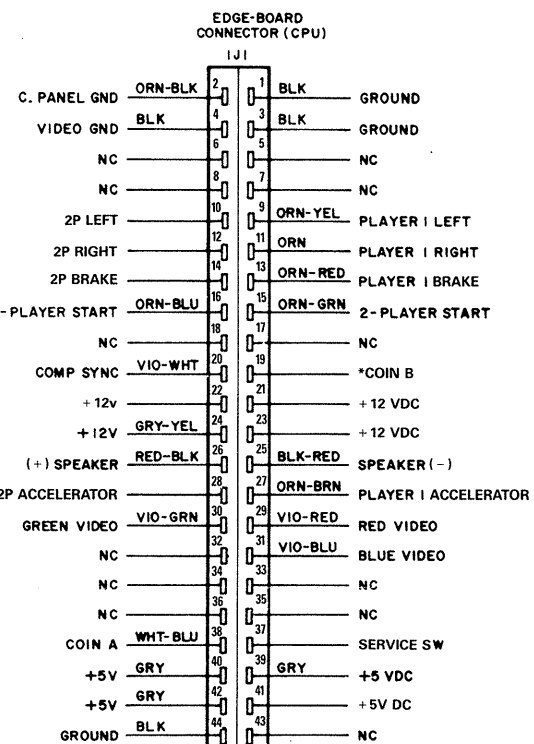 EDGE-BOARD
CONNECTOR (CPU)
1J1
C. PANEL GND ORN-BLK 2 1 BLK GROUND
VIDEO GND BLK 4 3 BLK GROUND
NC 6 5 NC
NC 8 7 NC
2P LEFT 10 9 ORN-YEL PLAYER 1 LEFT
2P RIGHT 12 11 ORN PLAYER 1 RIGHT
2P BRAKE 14 13 ORN-RED PLAYER 1 BRAKE
-PLAYER START ORN-BLU 16 15 ORN-GRN 2-PLAYER START
NC 18 17 NC
COMP SYNC VIO-WHT 20 19 *COIN B
+12v 22 21 +12 VDC
+12V GRY-YEL 24 23 +12 VDC
(+) SPEAKER RED-BLK 26 25 BLK-RED SPEAKER (-)
2P ACCELERATOR 28 27 ORN-BRN PLAYER 1 ACCELERATOR
GREEN VIDEO VIO-GRN 30 29 VIO-RED RED VIDEO
NC 32 31 VIO-BLU BLUE VIDEO
NC 34 33 NC
NC 36 35 NC
COIN A WHT-BLU 38 37 SERVICE SW
+5V GRY 40 39 GRY +5 VDC
+5V GRY 42 41 +5V DC
GROUND BLK 44 43 NC